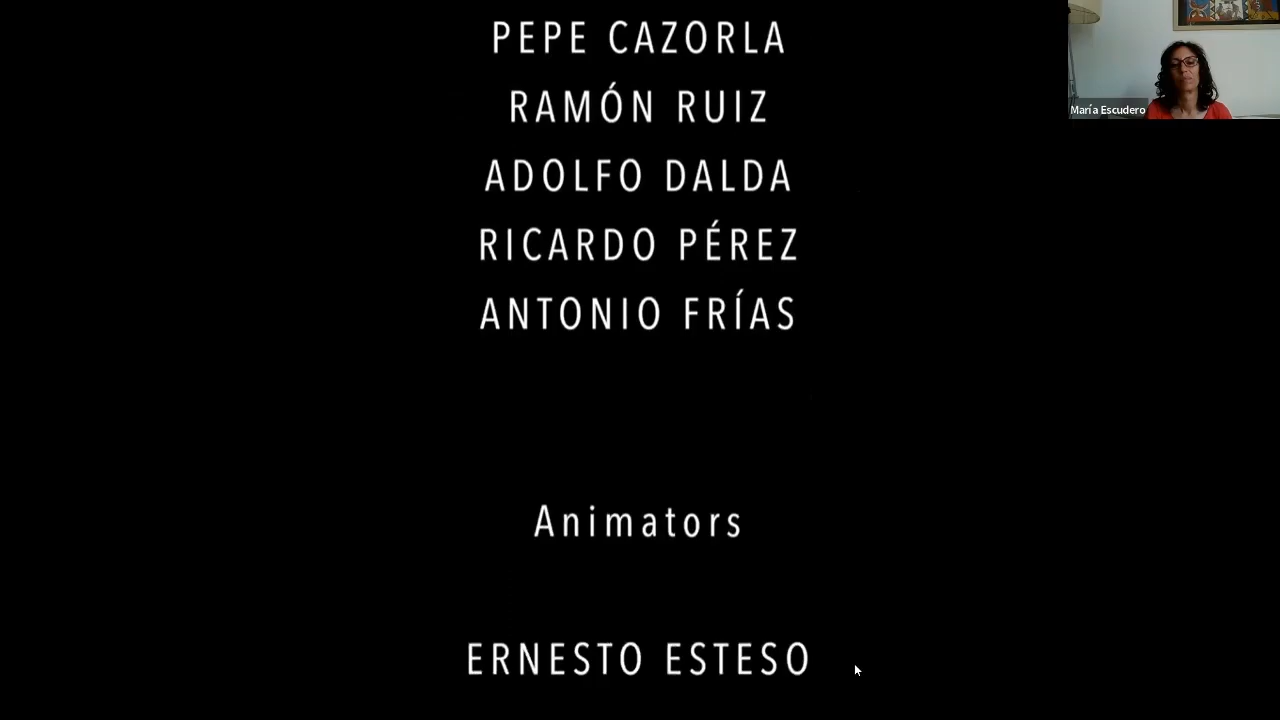 PEPE CAZORLA
RAMÓN RUIZ
ADOLFO DALDA
RICARDO PÉREZ
ANTONIO FRÍAS
Animators
ERNESTO ESTESO
María Escudero